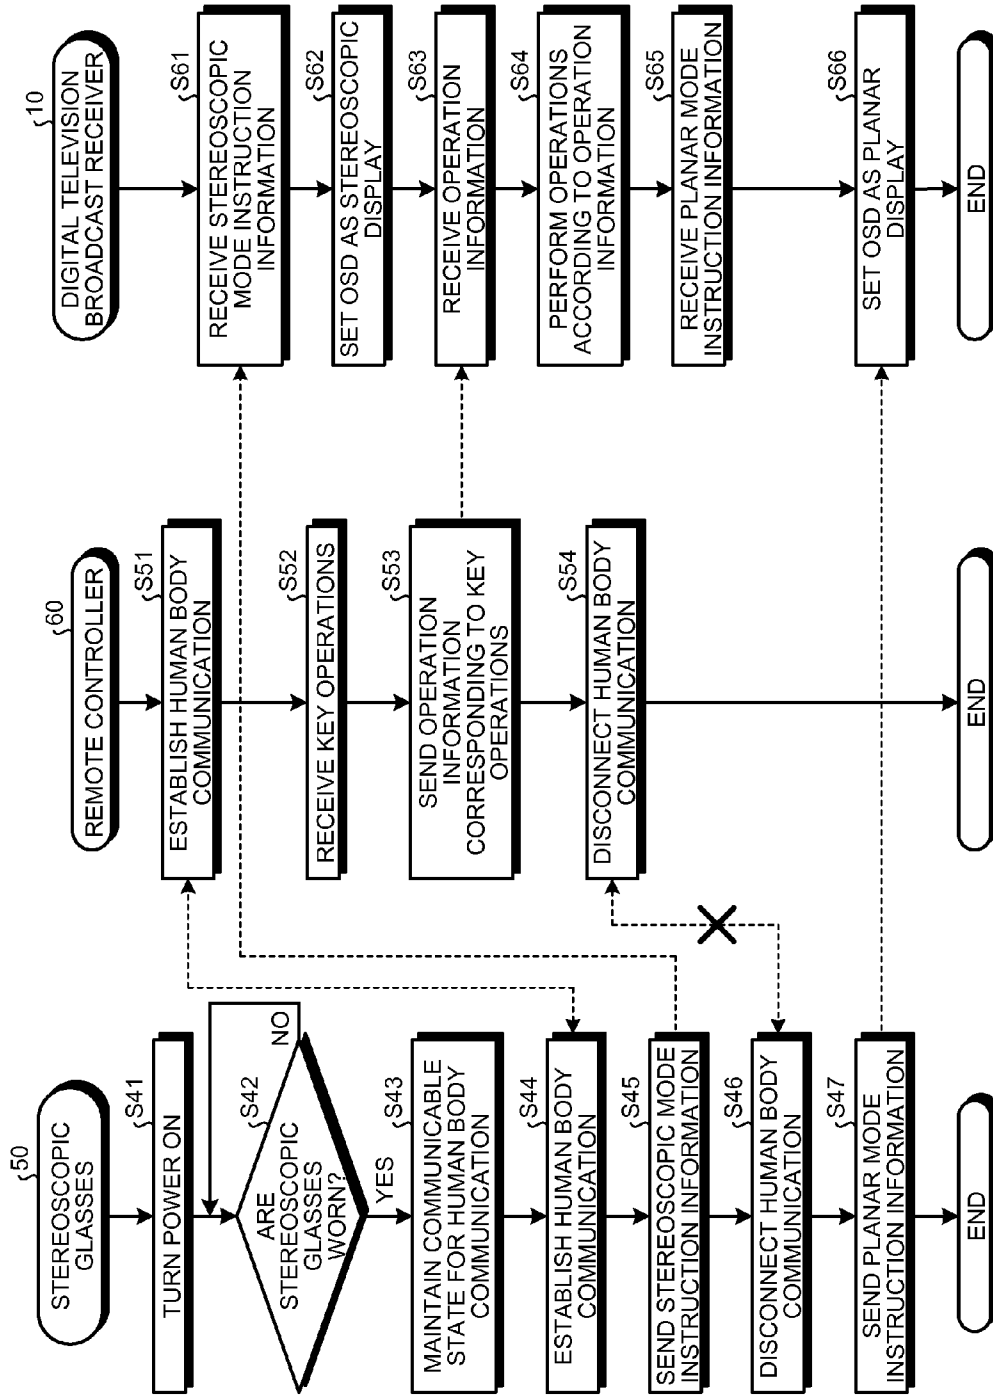 50
STEREOSCOPIC
GLASSES
S41
TURN POWER ON
S42
ARE
STEREOSCOPIC
GLASSES
WORN?
NO
YES
S43
MAINTAIN COMMUNICABLE
STATE FOR HUMAN BODY
COMMUNICATION
S44
ESTABLISH HUMAN BODY
COMMUNICATION
S45
SEND STEREOSCOPIC MODE
INSTRUCTION INFORMATION
S46
DISCONNECT HUMAN BODY
COMMUNICATION
S47
SEND PLANAR MODE
INSTRUCTION INFORMATION
END
60
REMOTE CONTROLLER
S51
ESTABLISH HUMAN BODY
COMMUNICATION
S52
RECEIVE KEY OPERATIONS
S53
SEND OPERATION
INFORMATION
CORRESPONDING TO KEY
OPERATIONS
S54
DISCONNECT HUMAN BODY
COMMUNICATION
END
10
DIGITAL TELEVISION
BROADCAST RECEIVER
S61
RECEIVE STEREOSCOPIC
MODE INSTRUCTION
INFORMATION
S62
SET OSD AS STEREOSCOPIC
DISPLAY
S63
RECEIVE OPERATION
INFORMATION
S64
PERFORM OPERATIONS
ACCORDING TO OPERATION
INFORMATION
S65
RECEIVE PLANAR MODE
INSTRUCTION INFORMATION
S66
SET OSD AS PLANAR
DISPLAY
END